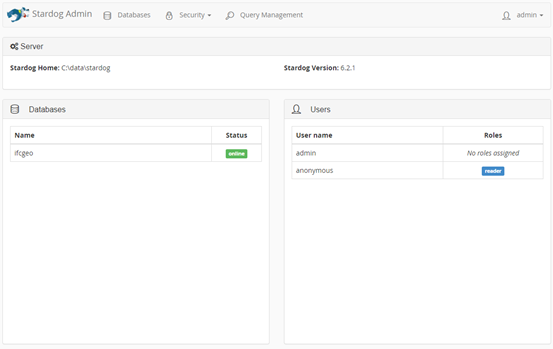 Stardog Admin Databases Security Query Management admin
Server
Stardog Home: C:\data\stardog Stardog Version: 6.2.1
Databases
Name Status
ifcgeo online
Users
User name Roles
admin No roles assigned
anonymous reader